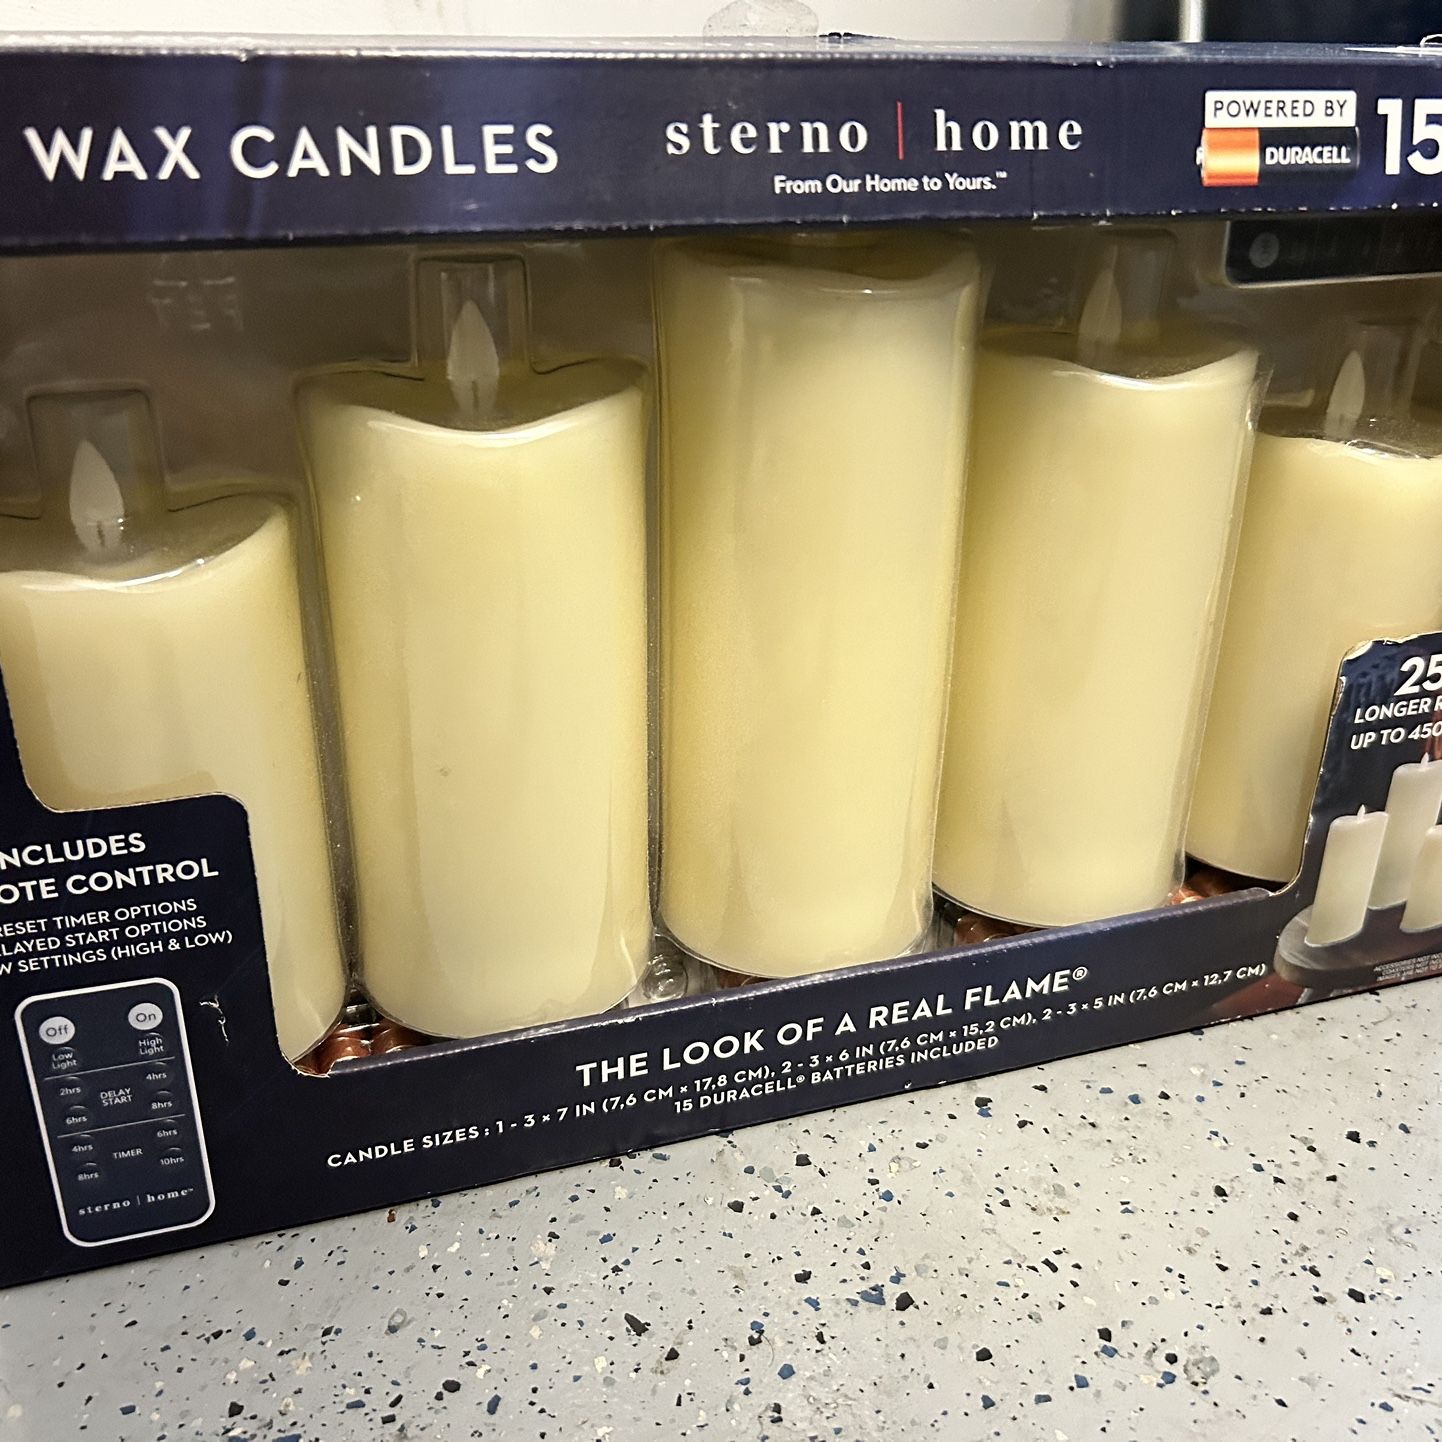 WAX CANDLES
sterno | home
From Our Home to Yours.™
POWERED BY
DURACELL
15
25
LONGER R
UP TO 450
NCLUDES
OTE CONTROL
RESET TIMER OPTIONS
LAYED START OPTIONS
W SETTINGS (HIGH & LOW)
Off On
Low Light High Light
2hrs DELAY START 4hrs
6hrs 8hrs
4hrs TIMER 6hrs
8hrs 10hrs
sterno | home™
THE LOOK OF A REAL FLAME®
CANDLE SIZES: 1 - 3 × 7 IN (7,6 CM × 17,8 CM), 2 - 3 × 6 IN (7,6 CM × 15,2 CM), 2 - 3 × 5 IN (7,6 CM × 12,7 CM)
15 DURACELL® BATTERIES INCLUDED